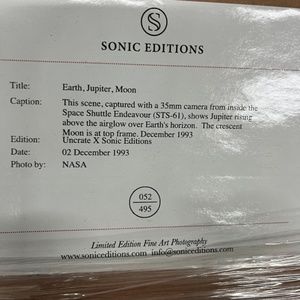 S
SONIC EDITIONS
Title: Earth, Jupiter, Moon
Caption: This scene, captured with a 35mm camera from inside the
Space Shuttle Endeavour (STS-61), shows Jupiter rising
above the airglow over Earth's horizon. The crescent
Moon is at top frame. December 1993
Edition: Uncrate X Sonic Editions
Date: 02 December 1993
Photo by: NASA
052
495
Limited Edition Fine Art Photography
www.soniceditions.com info@soniceditions.com